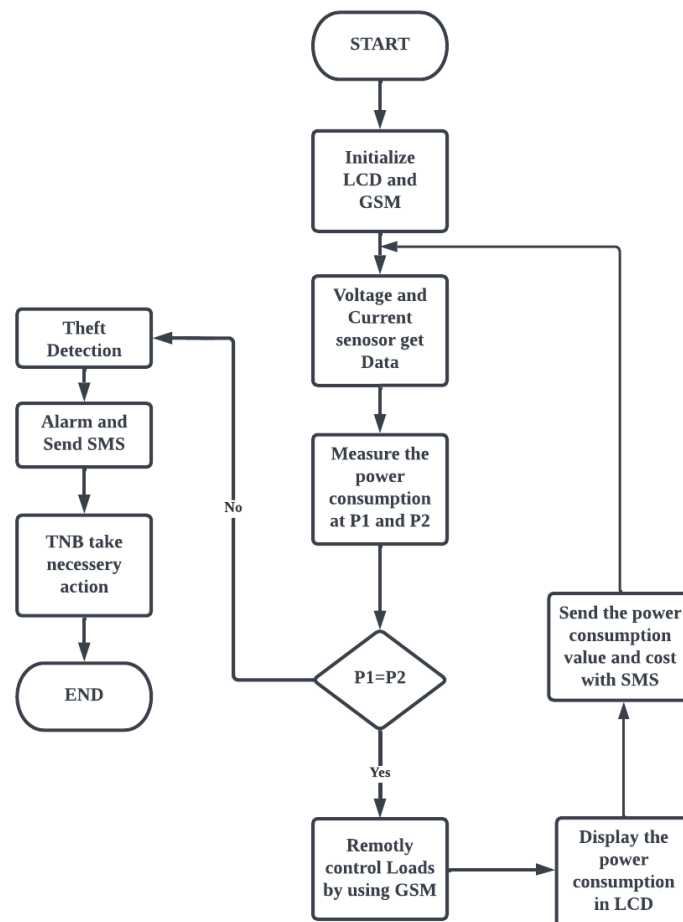 START
Initialize
LCD and
GSM
Voltage and
Current
senosor get
Data
Measure the
power
consumption
at P1 and P2
P1=P2
No
Theft
Detection
Alarm and
Send SMS
TNB take
necessery
action
END
Yes
Remotly
control Loads
by using GSM
Display the
power
consumption
in LCD
Send the power
consumption
value and cost
with SMS